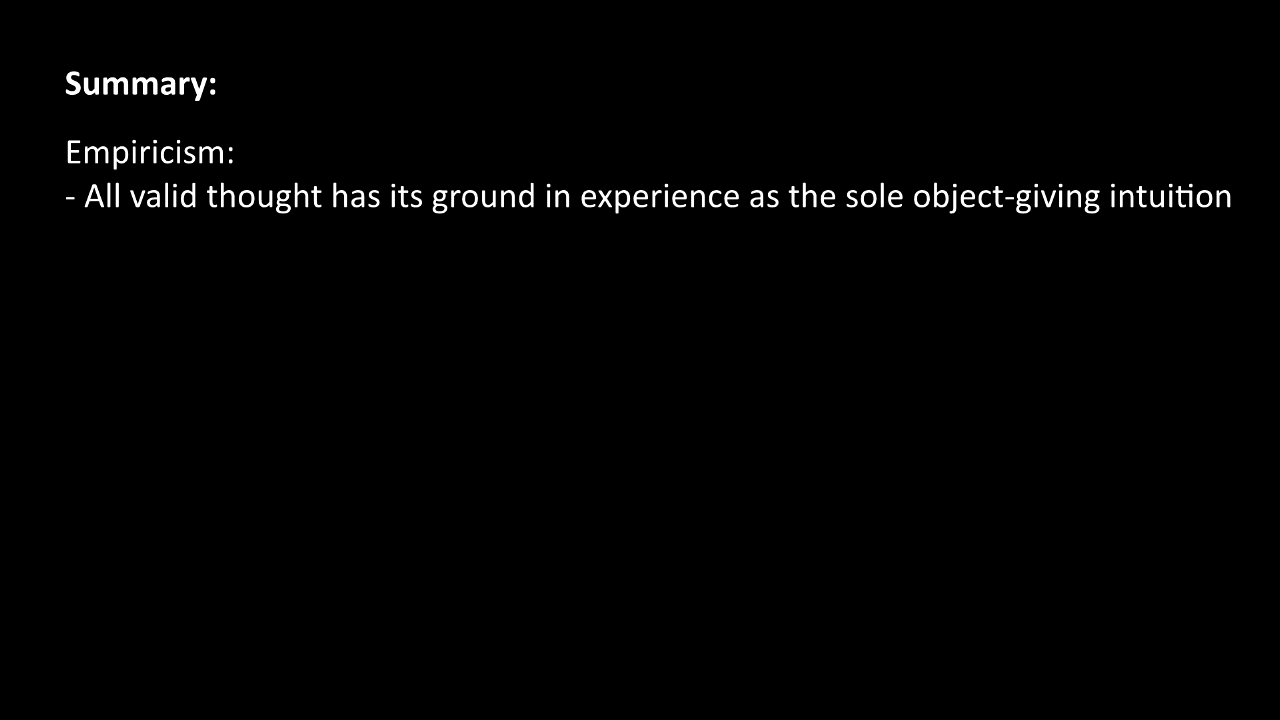 Summary:
Empiricism:
- All valid thought has its ground in experience as the sole object-giving intuition